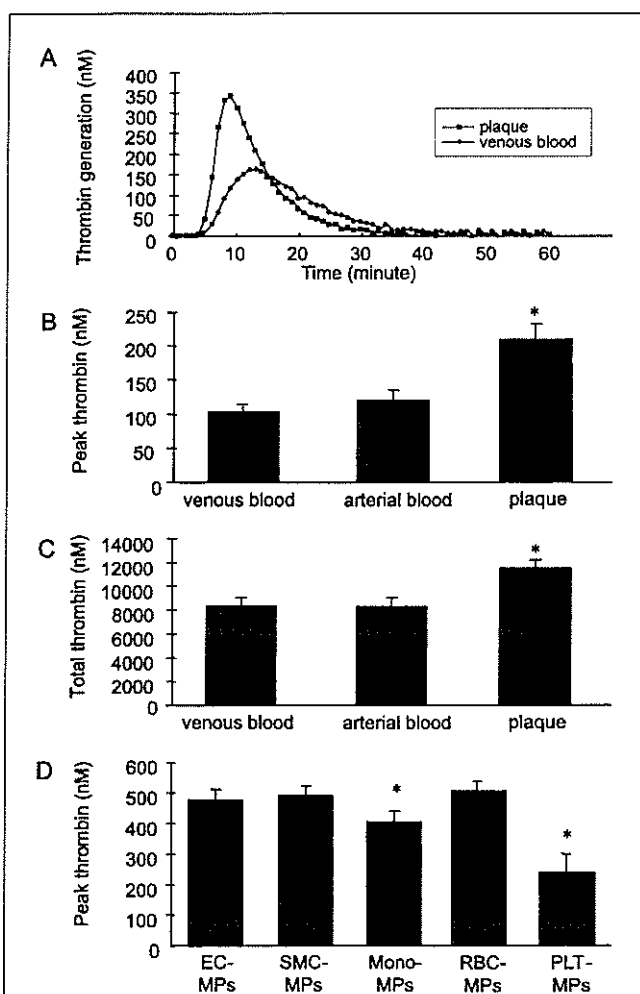 A
Thrombin generation (nM)
400
350
300
250
200
150
100
50
0
plaque
venous blood
0 10 20 30 40 50 60
Time (minute)
B
Peak thrombin (nM)
250
200
150
100
50
0
*
venous blood arterial blood plaque
C
Total thrombin (nM)
14000
12000
10000
8000
6000
4000
2000
0
*
venous blood arterial blood plaque
D
Peak thrombin (nM)
600
500
400
300
200
100
0
* *
EC- SMC- Mono- RBC- PLT-
MPs MPs MPs MPs MPs